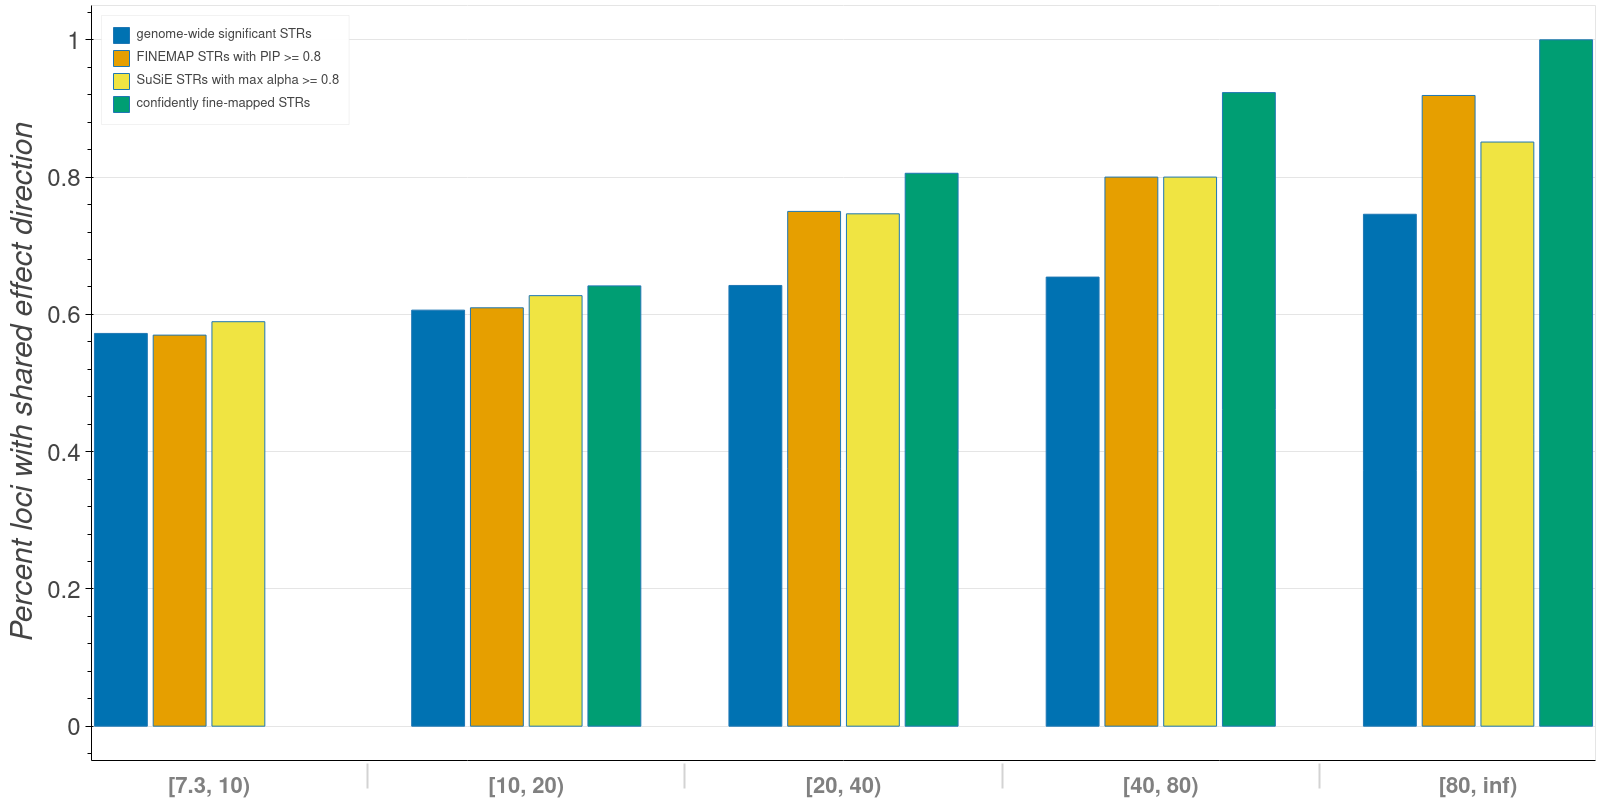 genome-wide significant STRs
FINEMAP STRs with PIP >= 0.8
SuSiE STRs with max alpha >= 0.8
confidently fine-mapped STRs
Percent loci with shared effect direction
1
0.8
0.6
0.4
0.2
0
[7.3, 10)
[10, 20)
[20, 40)
[40, 80)
[80, inf)